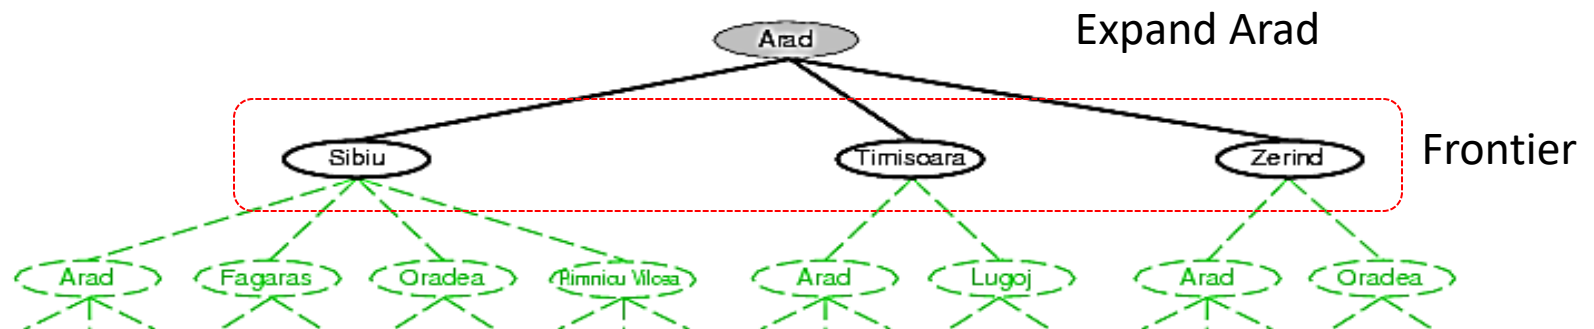 Arad
Expand Arad
Sibiu
Timisoara
Zerind
Frontier
Arad
Fagaras
Oradea
Rimnicu Vilcea
Arad
Lugoj
Arad
Oradea